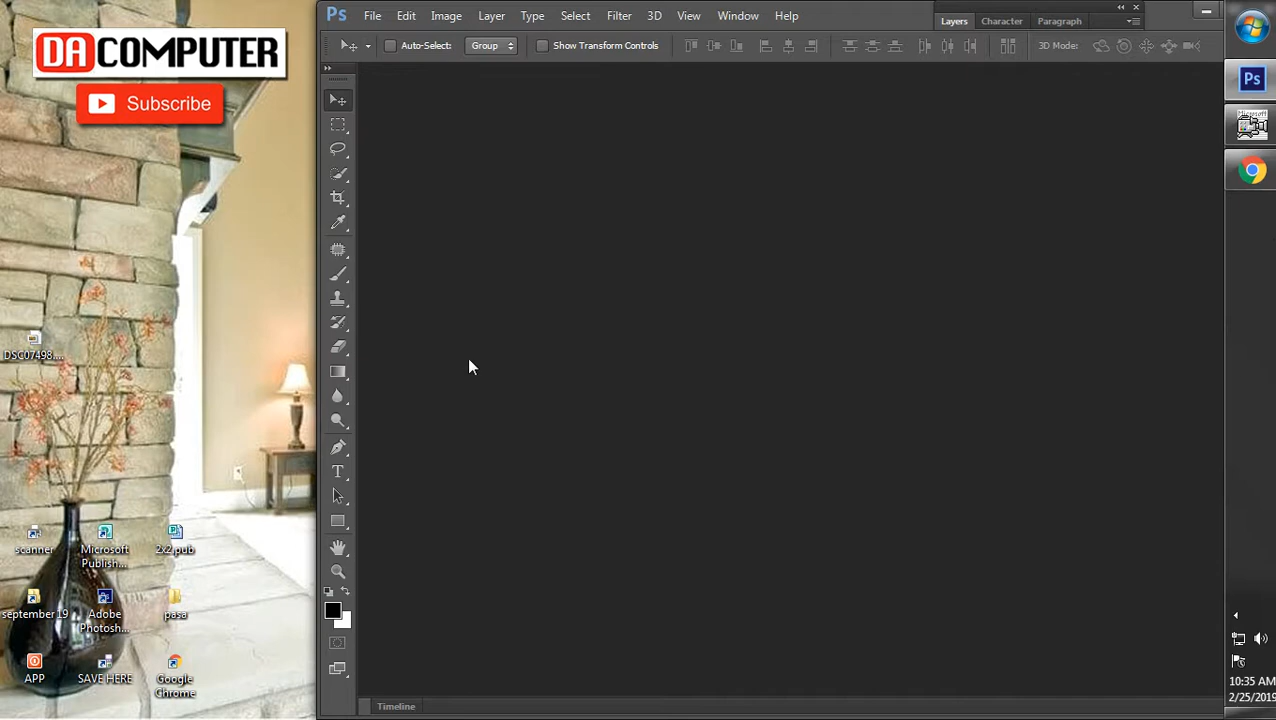 DA COMPUTER
Subscribe
Ps File Edit Image Layer Type Select Filter 3D View Window Help
Layers Character Paragraph
Auto-Select: Group Show Transform Controls 3D Mode:
Ps
Microsoft
DSC07498....
scanner
Microsoft Publish...
2x2.pub
september 19
Adobe Photosh...
pasa
APP
SAVE HERE
Google Chrome
T
Timeline
10:35 AM
2/25/2019